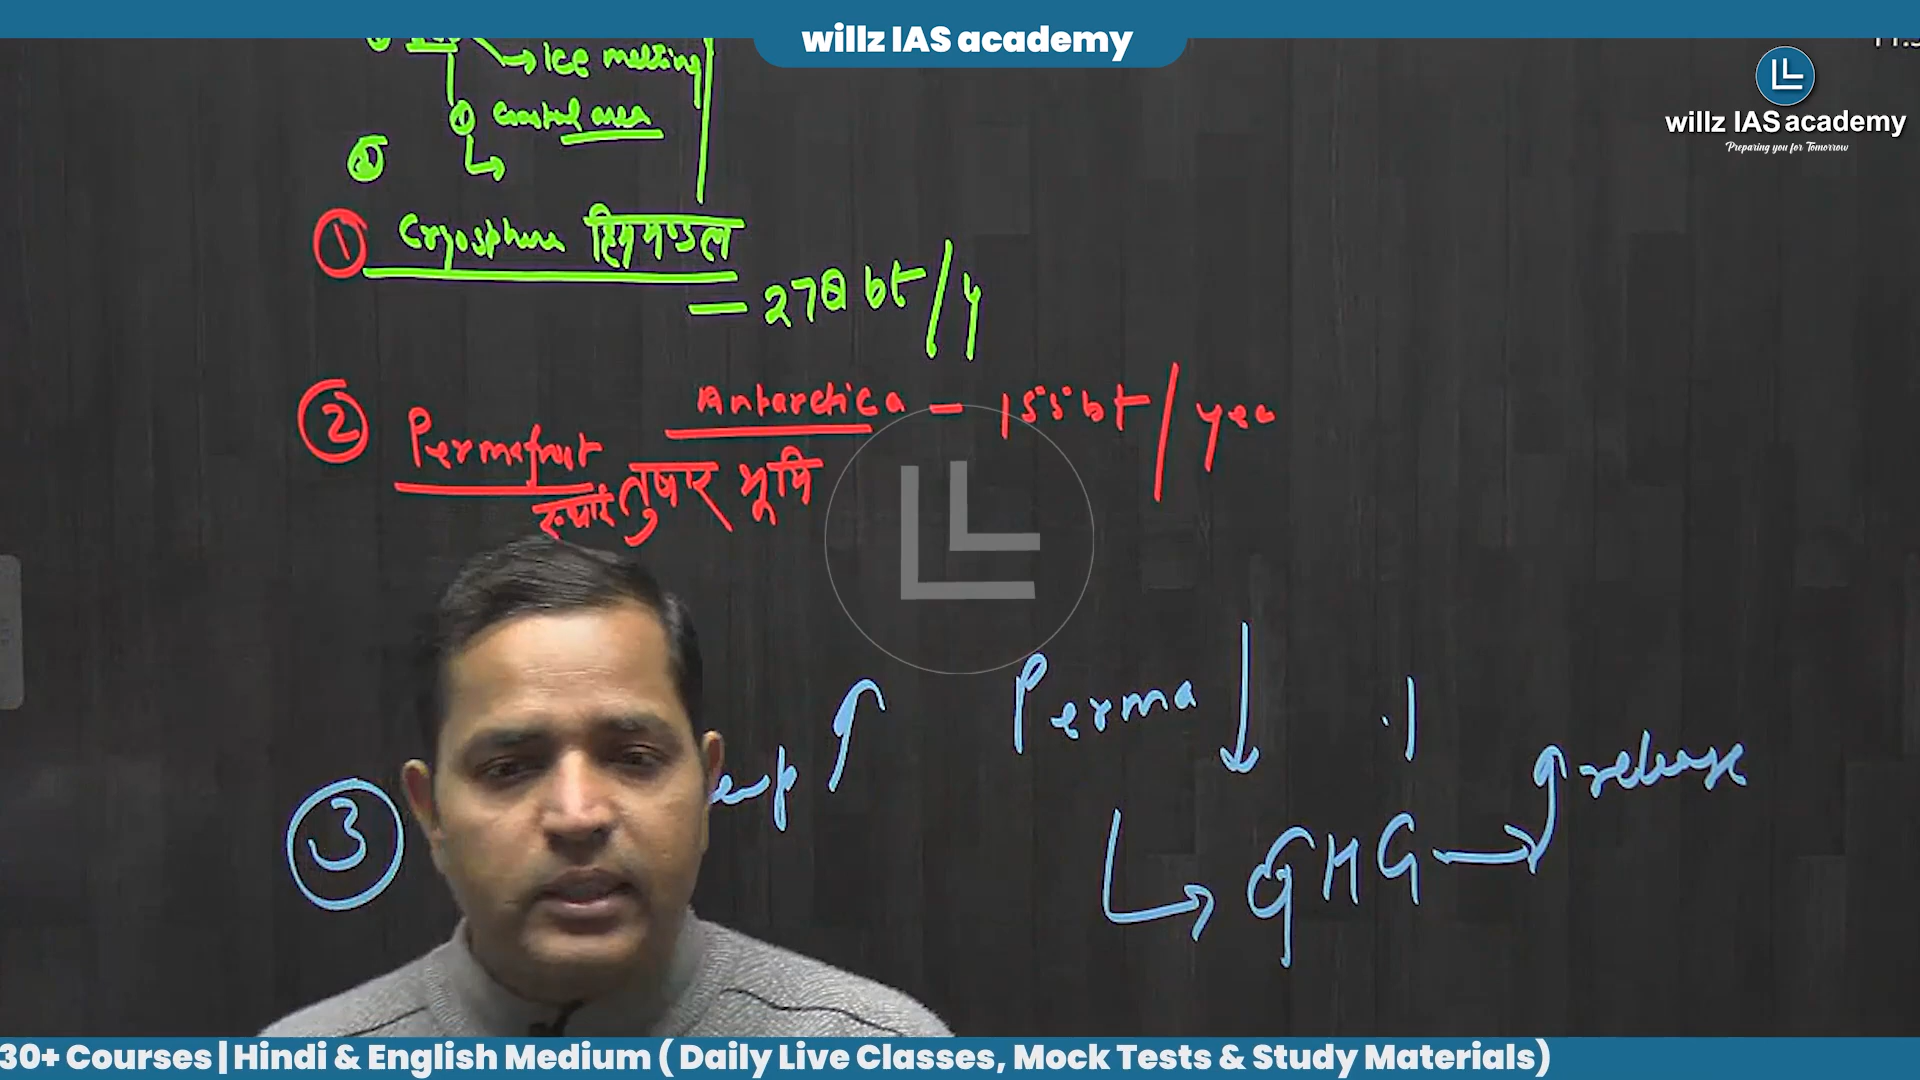 willz IAS academy
willz IAS academy
Preparing you for Tomorrow
→ Ice melting
① Coastal area
① Cryosphere हिममण्डल
— 278 bt/y
② Permafrost Antarctica — 155 bt/yea
तुषार भूमि
③ Perma ↓
GHG → release
30+ Courses | Hindi & English Medium ( Daily Live Classes, Mock Tests & Study Materials)